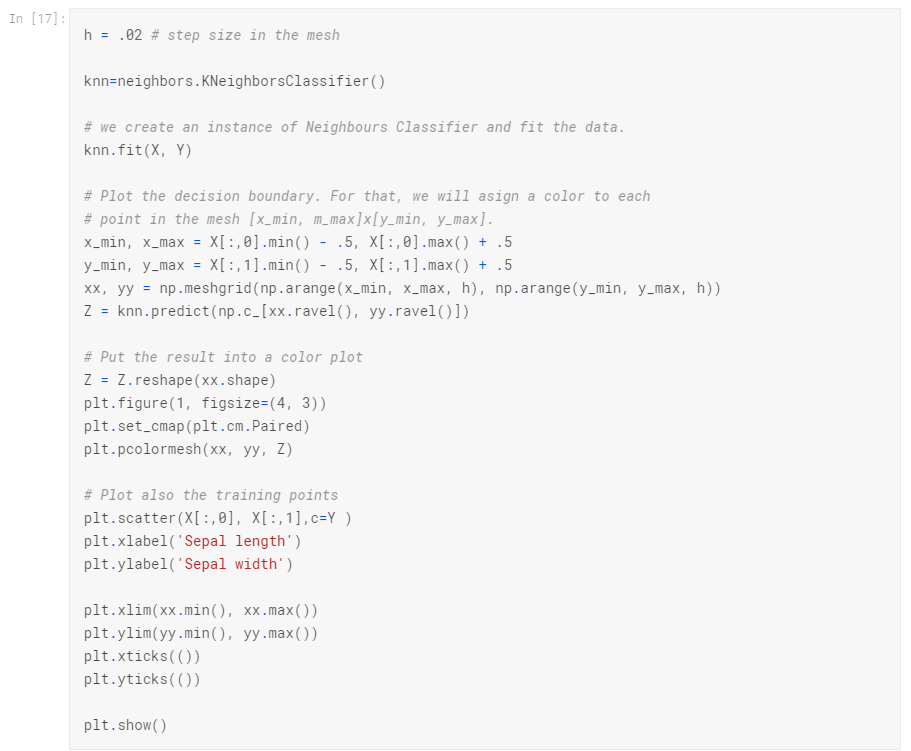 In [17]:
h = .02 # step size in the mesh
knn=neighbors.KNeighborsClassifier()
# we create an instance of Neighbours Classifier and fit the data.
knn.fit(X, Y)
# Plot the decision boundary. For that, we will asign a color to each
# point in the mesh [x_min, m_max]x[y_min, y_max].
x_min, x_max = X[:,0].min() - .5, X[:,0].max() + .5
y_min, y_max = X[:,1].min() - .5, X[:,1].max() + .5
xx, yy = np.meshgrid(np.arange(x_min, x_max, h), np.arange(y_min, y_max, h))
Z = knn.predict(np.c_[xx.ravel(), yy.ravel()])
# Put the result into a color plot
Z = Z.reshape(xx.shape)
plt.figure(1, figsize=(4, 3))
plt.set_cmap(plt.cm.Paired)
plt.pcolormesh(xx, yy, Z)
# Plot also the training points
plt.scatter(X[:,0], X[:,1],c=Y )
plt.xlabel('Sepal length')
plt.ylabel('Sepal width')
plt.xlim(xx.min(), xx.max())
plt.ylim(yy.min(), yy.max())
plt.xticks(())
plt.yticks(())
plt.show()